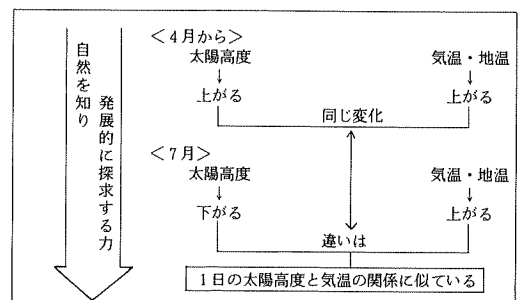 自然を知り
発展的に探求する力
＜４月から＞
太陽高度
気温・地温
↓
↓
上がる
上がる
同じ変化
＜７月＞
太陽高度
気温・地温
↓
↓
下がる
上がる
違いは
１日の太陽高度と気温の関係に似ている